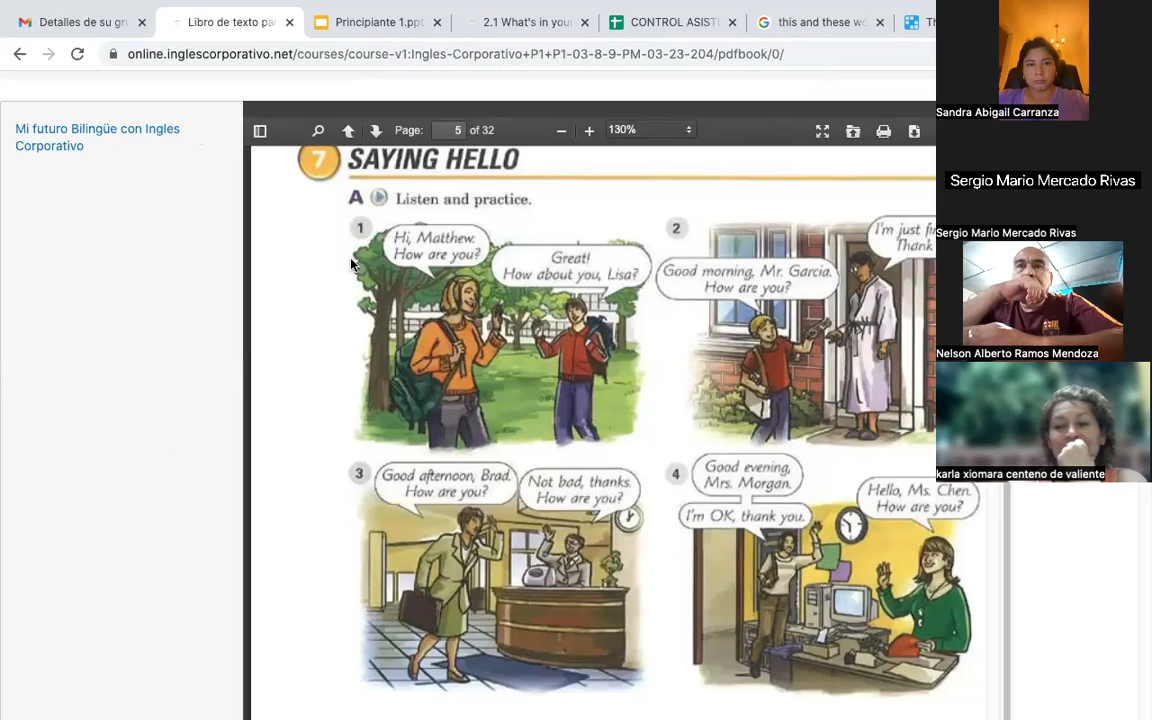 Detalles de su gr
Libro de texto pa
Principiante 1.ppt
2.1 What's in you
CONTROL ASIST
this and these wo
Th
online.inglescorporativo.net/courses/course-v1:Ingles-Corporativo+P1+P1-03-8-9-PM-03-23-204/pdfbook/0/
Mi futuro Bilingüe con Ingles
Corporativo
Page: 5 of 32
130%
7 SAYING HELLO
A Listen and practice.
1
Hi, Matthew.
How are you?
Great!
How about you, Lisa?
2
Good morning, Mr. Garcia.
How are you?
I'm just fi
Thank
3
Good afternoon, Brad.
How are you?
Not bad, thanks.
How are you?
4
Good evening,
Mrs. Morgan.
I'm OK, thank you.
Hello, Ms. Chen.
How are you?
Sandra Abigail Carranza
Sergio Mario Mercado Rivas
Sergio Mario Mercado Rivas
Nelson Alberto Ramos Mendoza
karla xiomara centeno de valiente